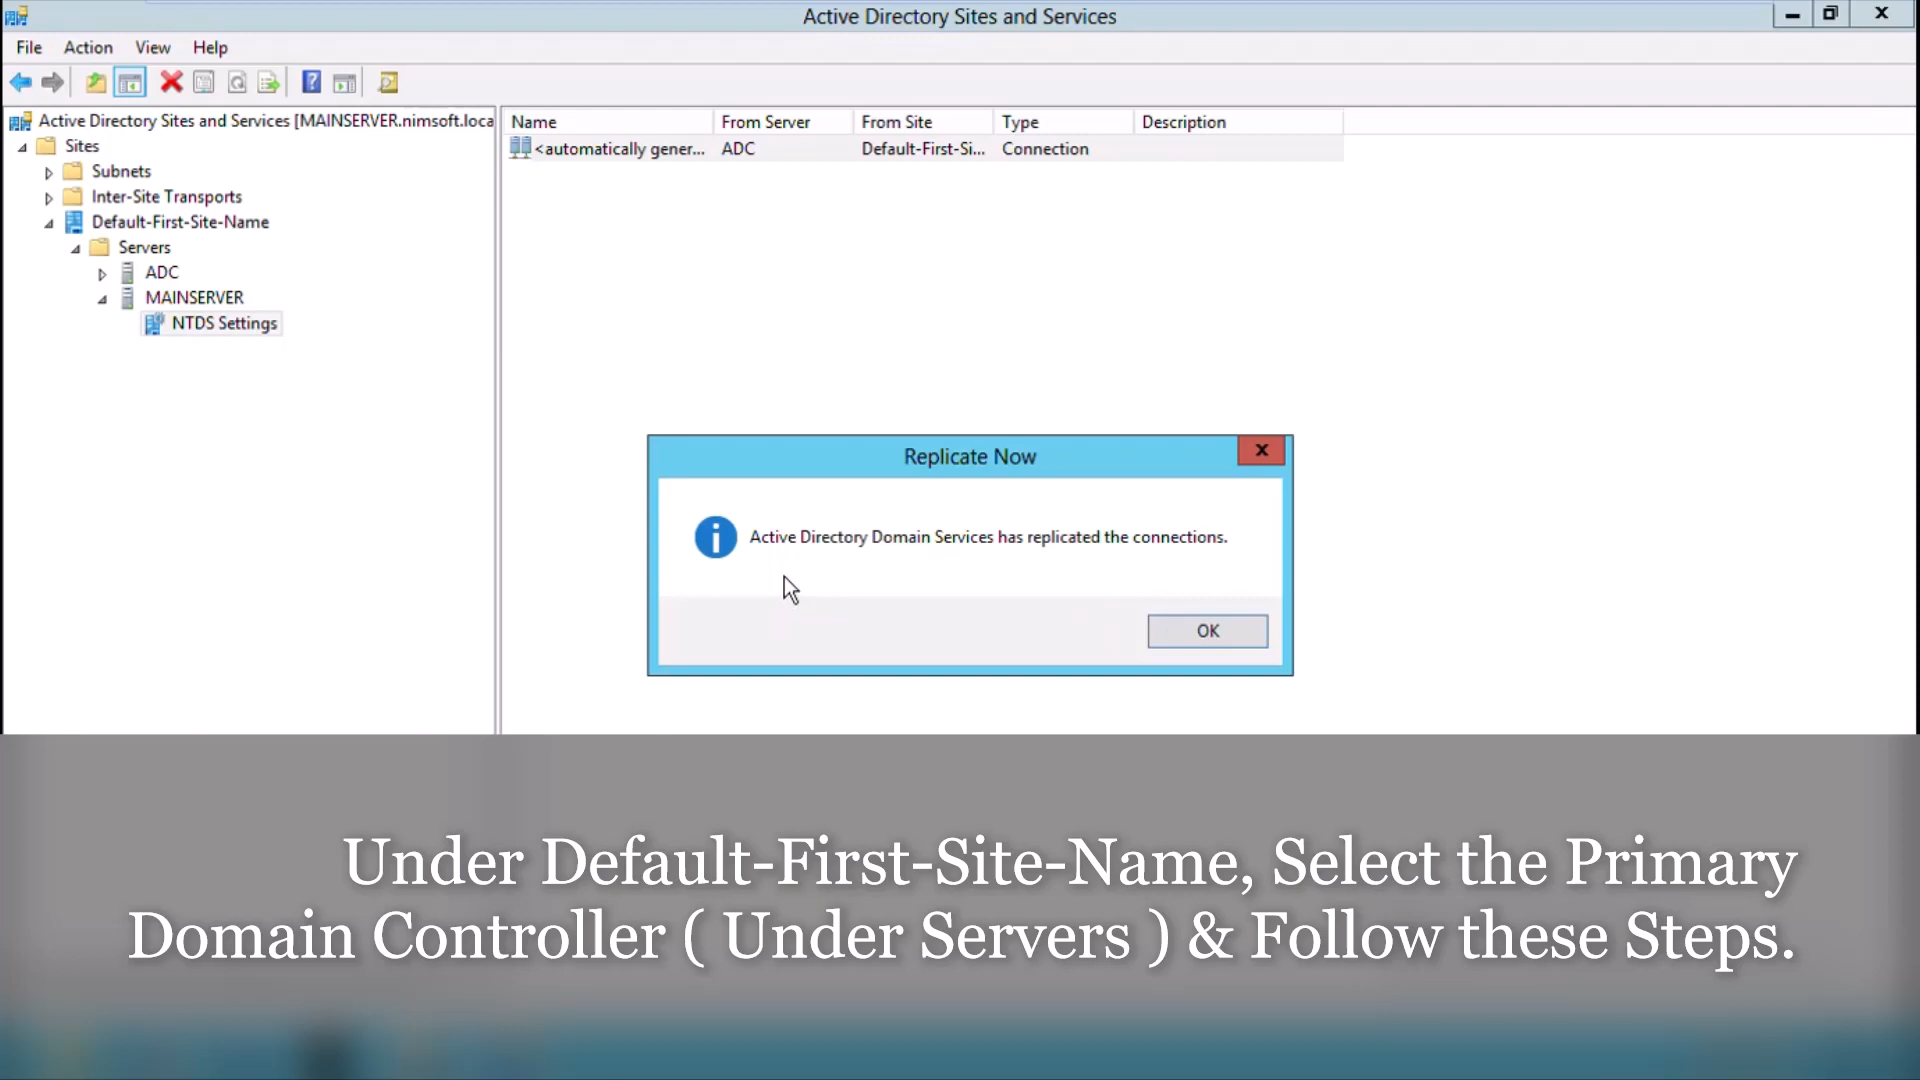 Active Directory Sites and Services
File Action View Help
Active Directory Sites and Services [MAINSERVER.nimsoft.loca
Sites
Subnets
Inter-Site Transports
Default-First-Site-Name
Servers
ADC
MAINSERVER
NTDS Settings
Name From Server From Site Type Description
<automatically gener... ADC Default-First-Si... Connection
Replicate Now
Active Directory Domain Services has replicated the connections.
OK
Under Default-First-Site-Name, Select the Primary
Domain Controller ( Under Servers ) & Follow these Steps.